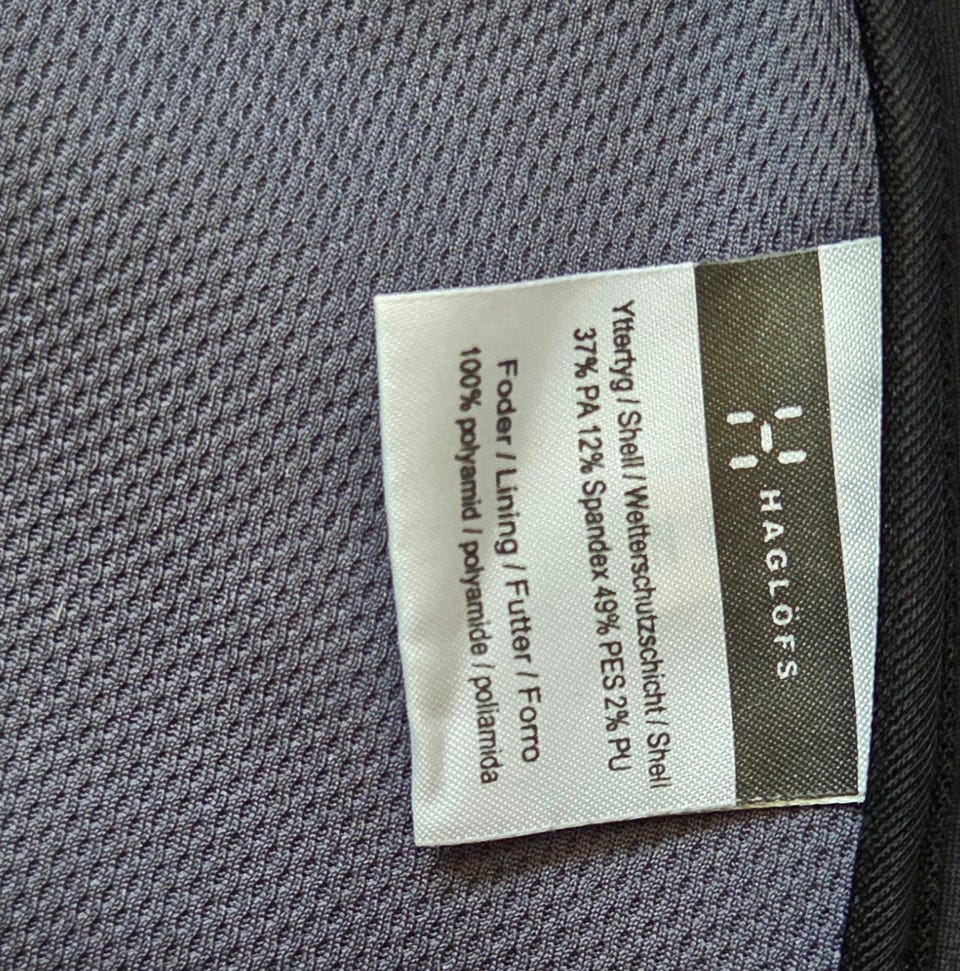 HAGLÖFS
Yttertyg / Shell / Wetterschutzschicht / Shell
37% PA 12% Spandex 49% PES 2% PU
Foder / Lining / Futter / Forro
100% polyamid / polyamide / poliamida